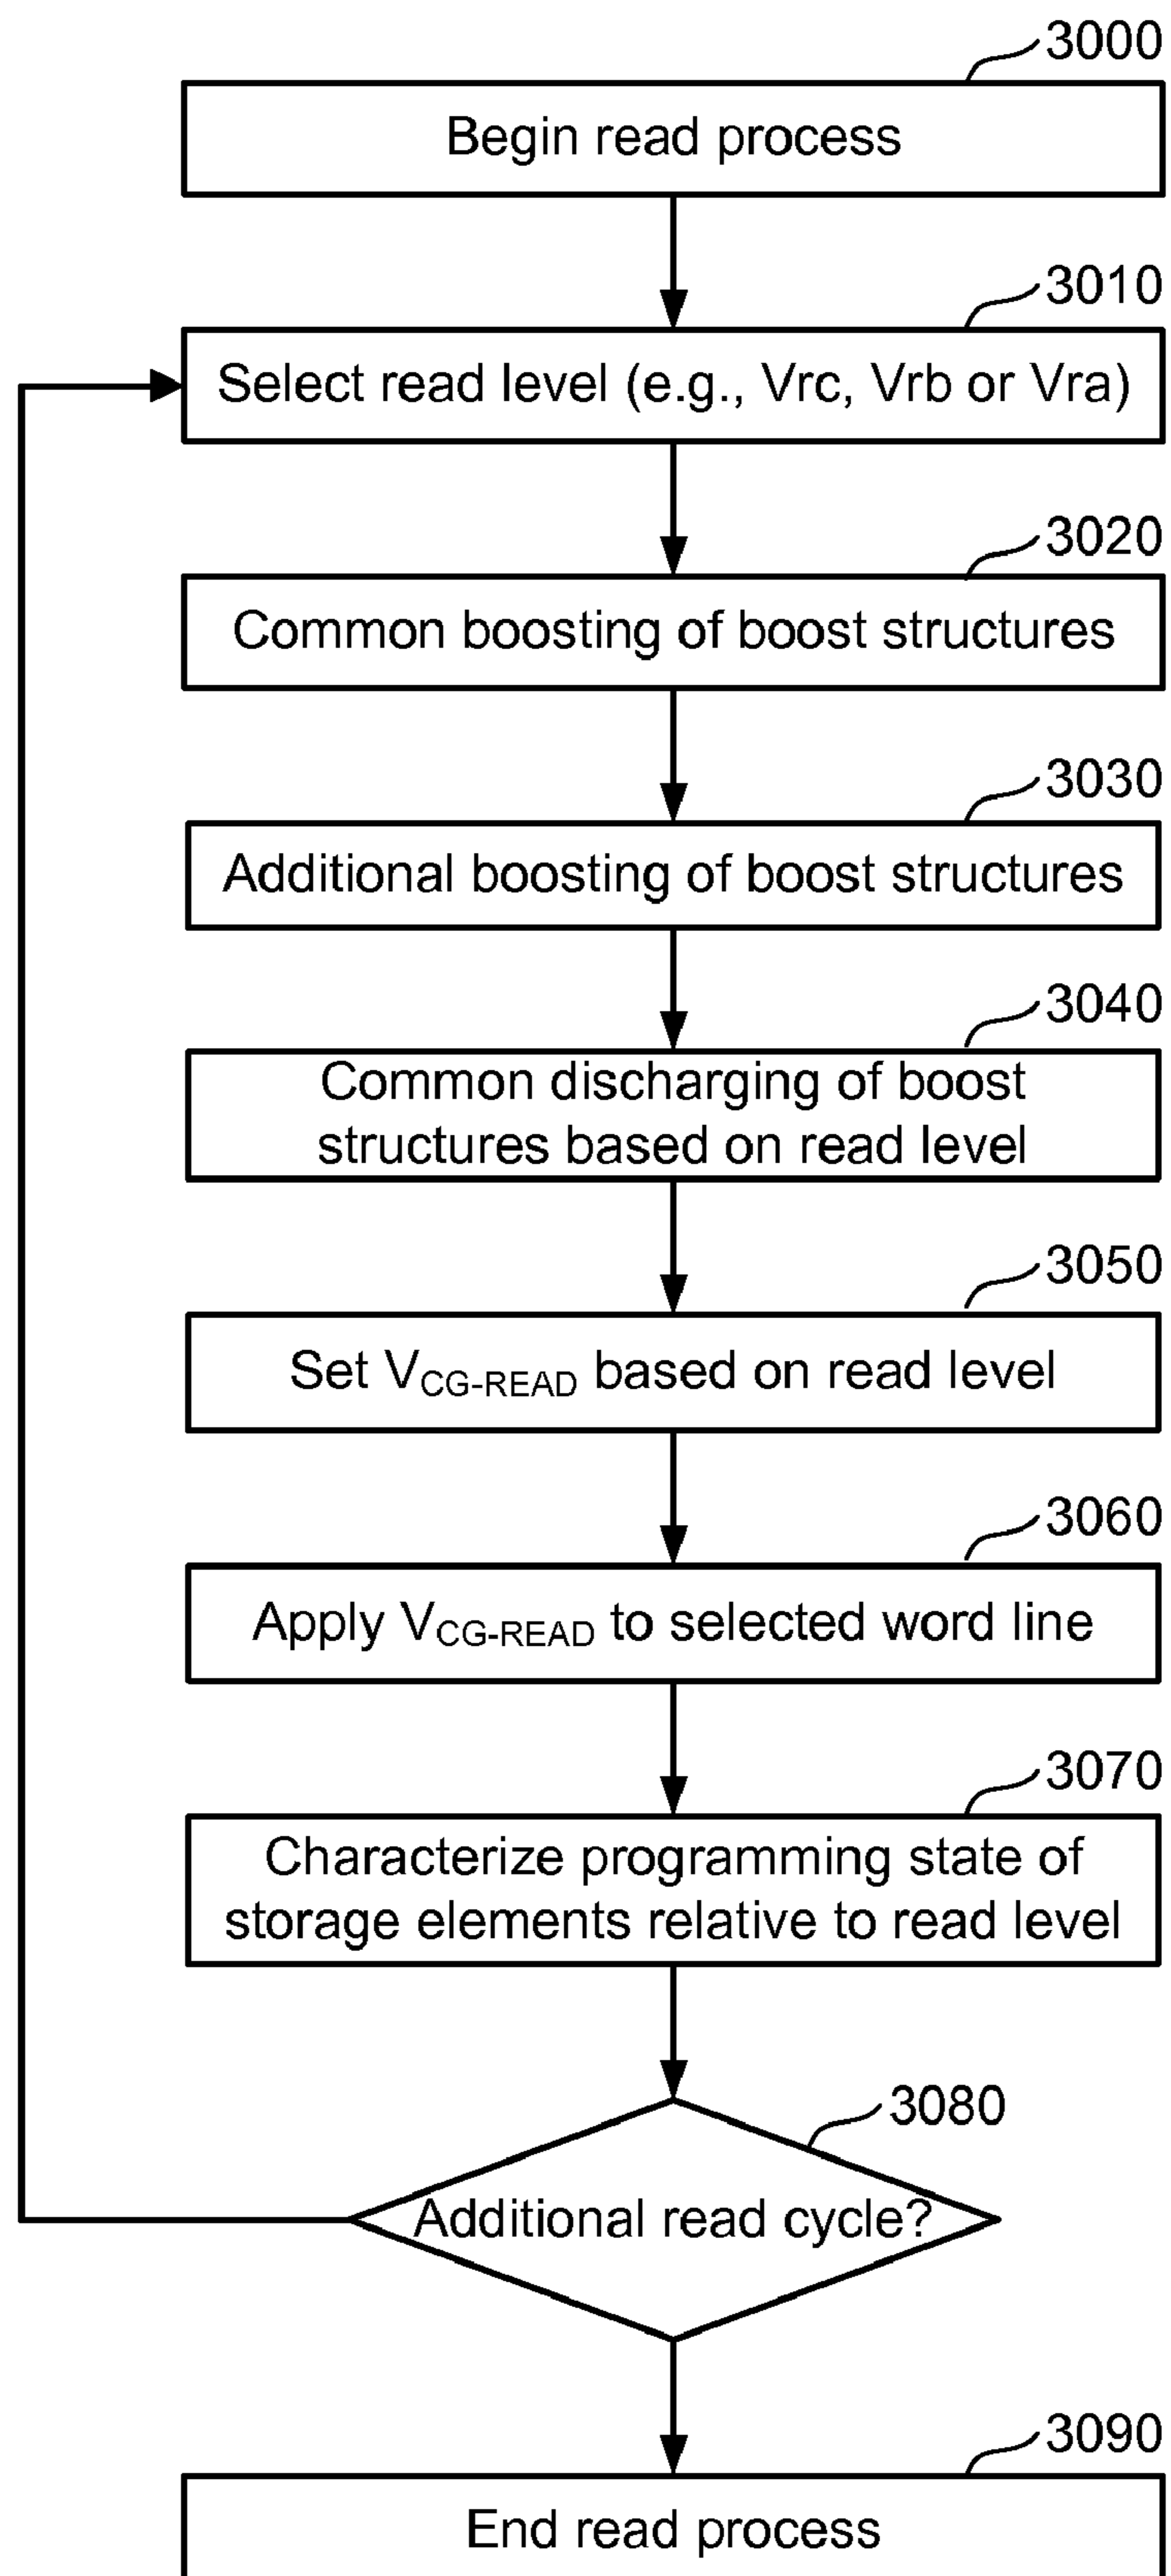 3000
Begin read process
3010
Select read level (e.g., Vrc, Vrb or Vra)
3020
Common boosting of boost structures
3030
Additional boosting of boost structures
3040
Common discharging of boost
structures based on read level
3050
Set VCG-READ based on read level
3060
Apply VCG-READ to selected word line
3070
Characterize programming state of
storage elements relative to read level
3080
Additional read cycle?
3090
End read process